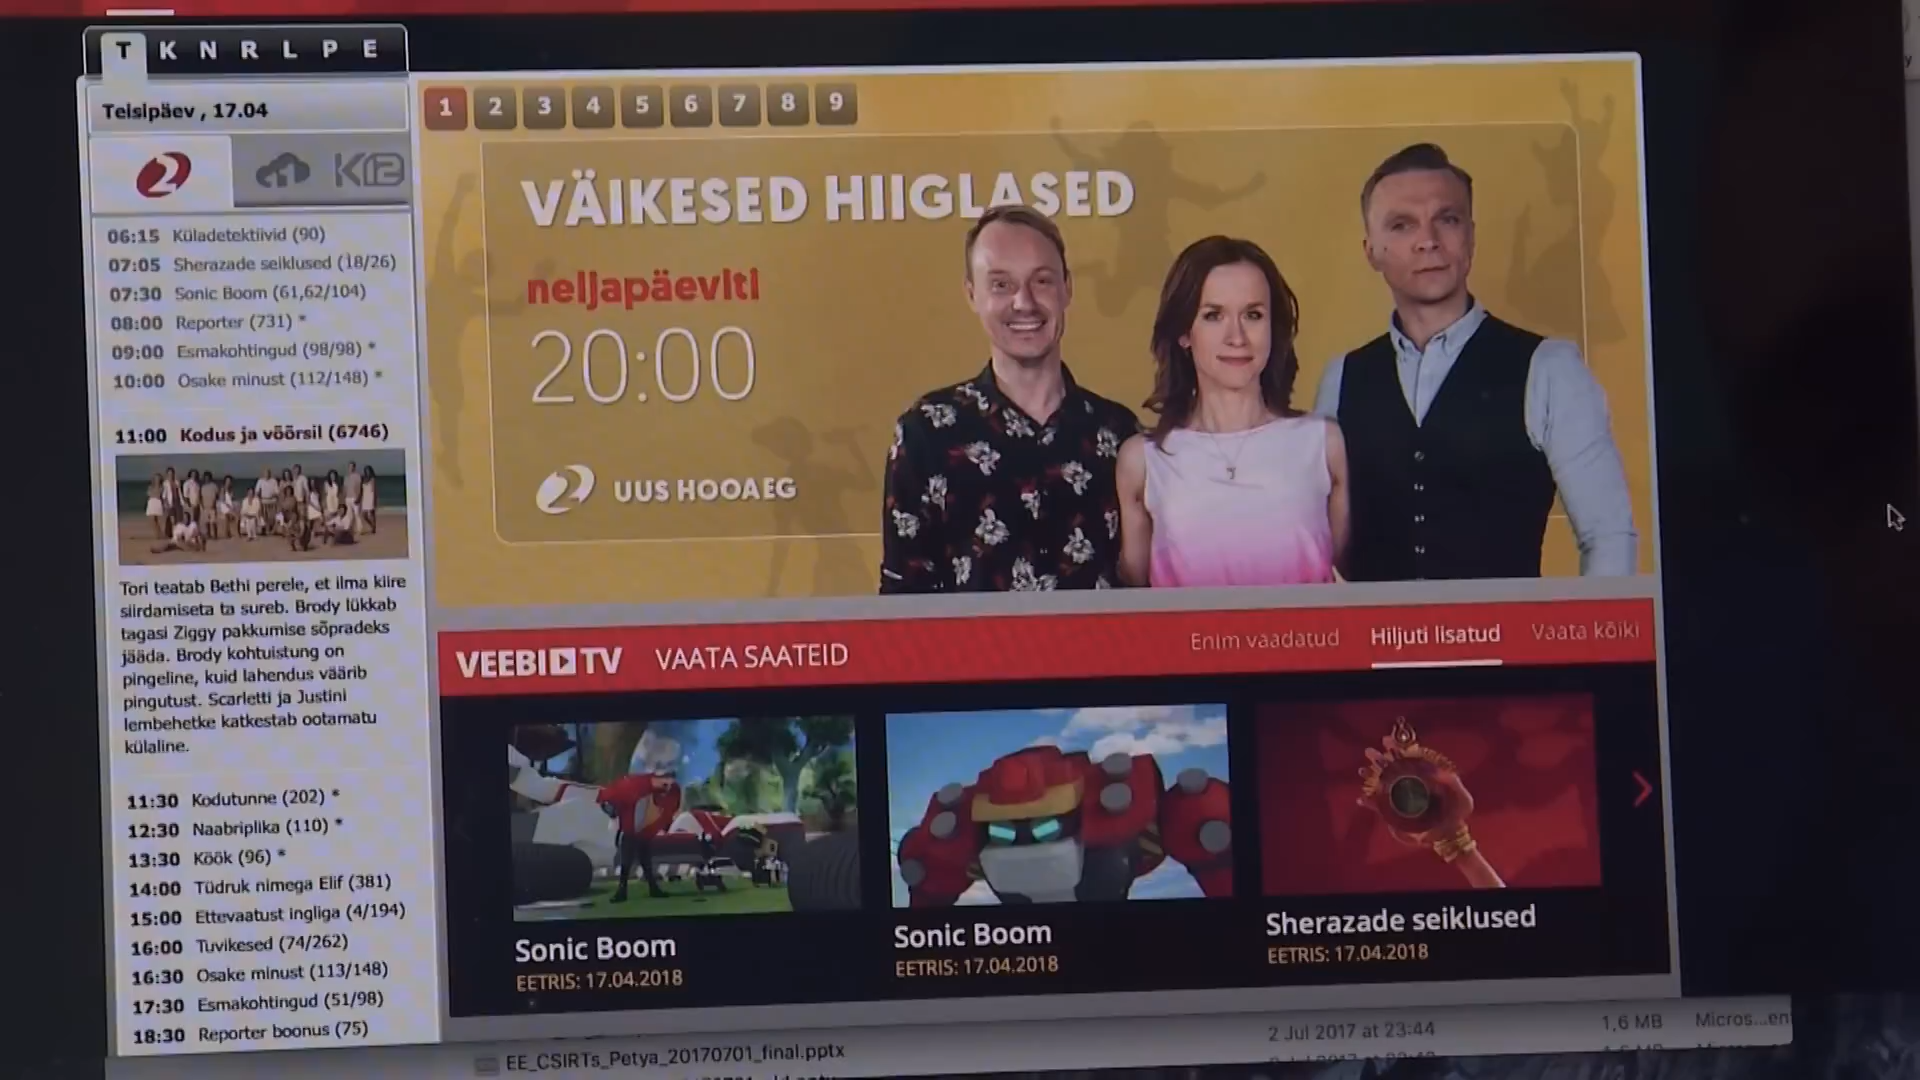 T K N R L P E
Teisipäev , 17.04
2 K12
06:15 Küladetektiivid (90)
07:05 Sherazade seiklused (18/26)
07:30 Sonic Boom (61,62/104)
08:00 Reporter (731) *
09:00 Esmakohtingud (98/98) *
10:00 Osake minust (112/148) *
11:00 Kodus ja võõrsil (6746)
Tori teatab Bethi perele, et ilma kiire
siirdamiseta ta sureb. Brody lükkab
tagasi Ziggy pakkumise sõpradeks
jääda. Brody kohtuistung on
pingeline, kuid lahendus väärib
pingutust. Scarletti ja Justini
lembehetke katkestab ootamatu
külaline.
11:30 Kodutunne (202) *
12:30 Naabriplika (110) *
13:30 Köök (96) *
14:00 Tüdruk nimega Elif (381)
15:00 Ettevaatust ingliga (4/194)
16:00 Tuvikesed (74/262)
16:30 Osake minust (113/148)
17:30 Esmakohtingud (51/98)
18:30 Reporter boonus (75)
1 2 3 4 5 6 7 8 9
VÄIKESED HIIGLASED
neljapäeviti
20:00
2 UUS HOOAEG
VEEBI TV VAATA SAATEID Enim vaadatud Hiljuti lisatud Vaata kõiki
Sonic Boom
EETRIS: 17.04.2018
Sonic Boom
EETRIS: 17.04.2018
Sherazade seiklused
EETRIS: 17.04.2018
EE_CSIRTs_Petya_20170701_final.pptx 2 Jul 2017 at 23:44 1,6 MB Micros...en